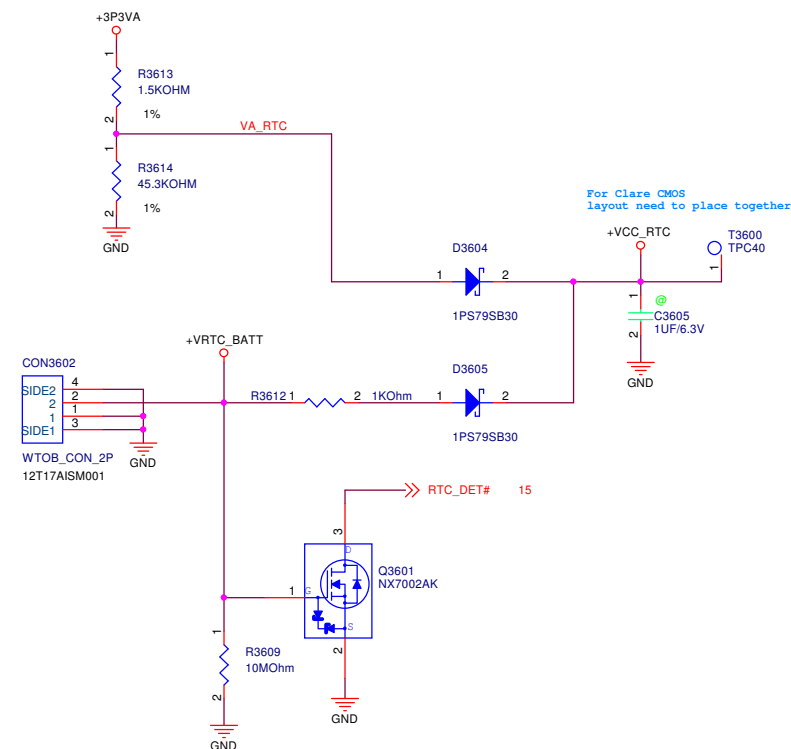 +3P3VA
1
R3613
1.5KOHM
1%
2
VA_RTC
1
R3614
45.3KOHM
1%
2
GND
For Clare CMOS
layout need to place together
+VCC_RTC
T3600
TPC40
1
D3604
1 2
1PS79SB30
1
@
C3605
1UF/6.3V
2
GND
+VRTC_BATT
CON3602
SIDE2 4
2 2
1 1
SIDE1 3
GND
WTOB_CON_2P
12T17AISM001
R3612 1 2 1KOhm
D3605
1 2
1PS79SB30
RTC_DET# 15
3
D
Q3601
NX7002AK
1
G
S
2
GND
1
R3609
10MOhm
2
GND